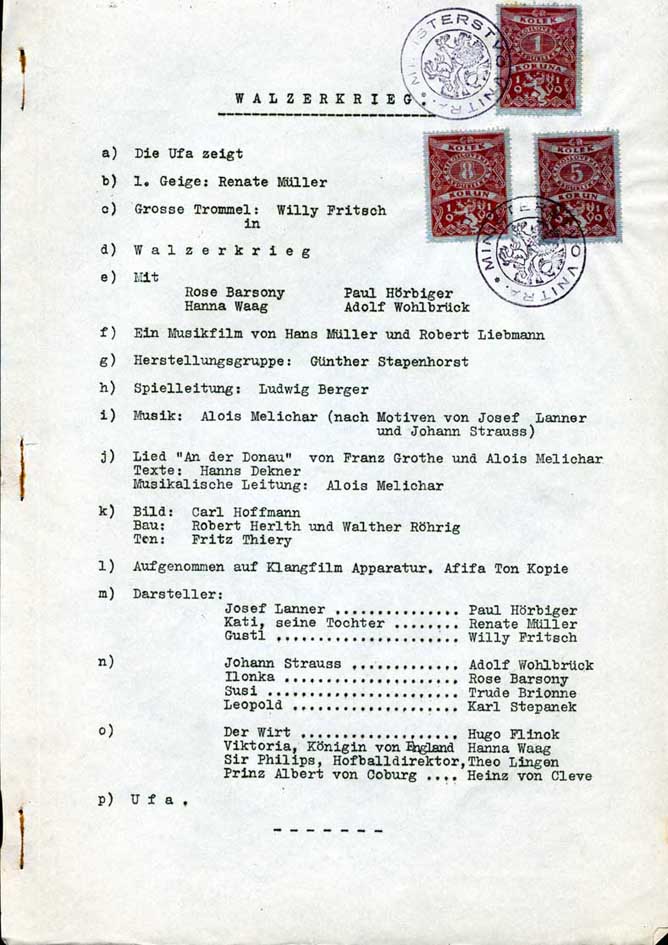 WALZERKRIEG.
MINISTERSTVO VNITRA.
KOLEK
1
KORUNA
KOLEK
8
KORUN
KOLEK
5
KORUN
MINISTERSTVO VNITRA.
a) Die Ufa zeigt
b) 1. Geige: Renate Müller
c) Grosse Trommel: Willy Fritsch
in
d) Walzerkrieg
e) Mit
Rose Barsony Paul Hörbiger
Hanna Waag Adolf Wohlbrück
f) Ein Musikfilm von Hans Müller und Robert Liebmann
g) Herstellungsgruppe: Günther Stapenhorst
h) Spielleitung: Ludwig Berger
i) Musik: Alois Melichar (nach Motiven von Josef Lanner
und Johann Strauss)
j) Lied "An der Donau" von Franz Grothe und Alois Melichar
Texte: Hanns Dekner
Musikalische Leitung: Alois Melichar
k) Bild: Carl Hoffmann
Bau: Robert Herlth und Walther Röhrig
Ton: Fritz Thiery
l) Aufgenommen auf Klangfilm Apparatur. Afifa Ton Kopie
m) Darsteller:
Josef Lanner ............... Paul Hörbiger
Kati, seine Tochter ........ Renate Müller
Gustl ...................... Willy Fritsch
n) Johann Strauss ............. Adolf Wohlbrück
Ilonka ..................... Rose Barsony
Susi ....................... Trude Brionne
Leopold .................... Karl Stepanek
o) Der Wirt ................... Hugo Flinck
Viktoria, Königin von England Hanna Waag
Sir Philips, Hofballdirektor, Theo Lingen
Prinz Albert von Coburg .... Heinz von Cleve
p) Ufa.